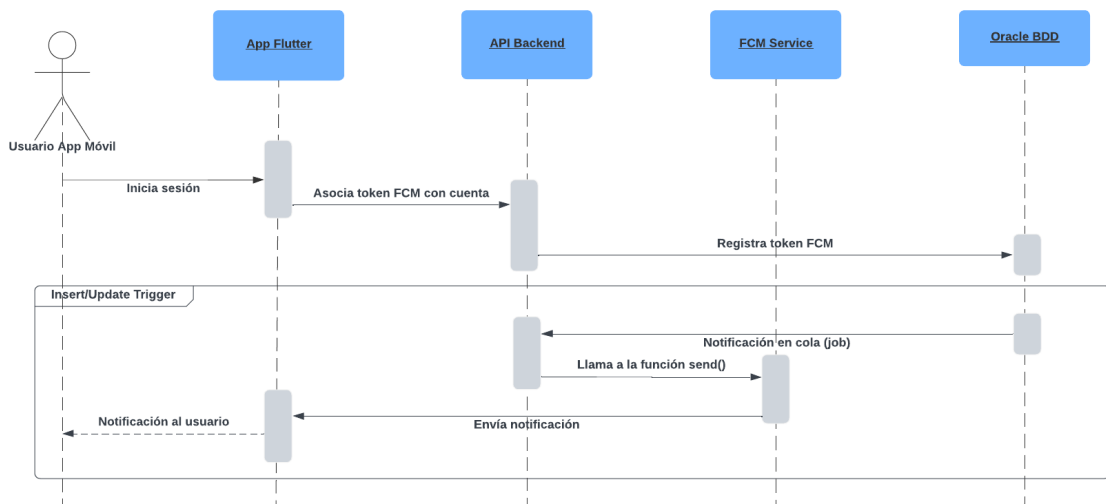 App Flutter
API Backend
FCM Service
Oracle BDD
Usuario App Móvil
Inicia sesión
Asocia token FCM con cuenta
Registra token FCM
Insert/Update Trigger
Notificación en cola (job)
Llama a la función send()
Envía notificación
Notificación al usuario